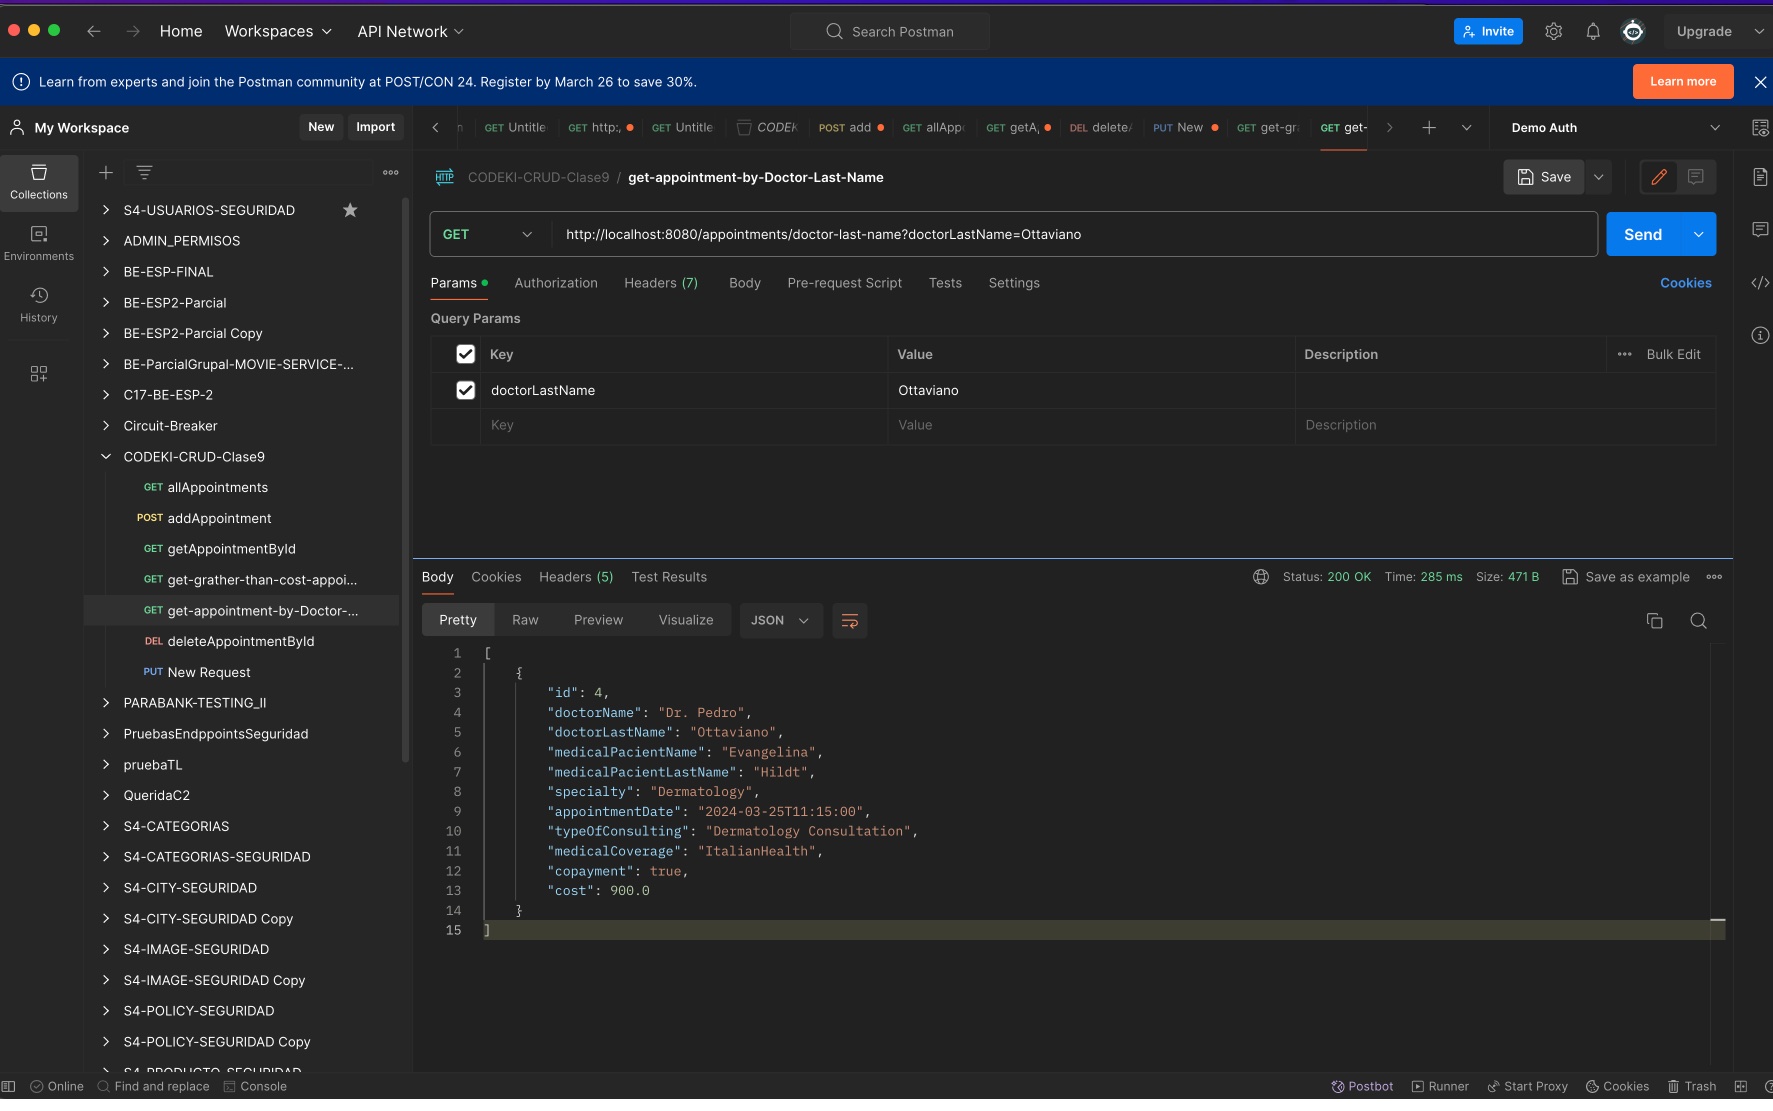 Home Workspaces API Network Search Postman Invite Upgrade
Learn from experts and join the Postman community at POST/CON 24. Register by March 26 to save 30%. Learn more
My Workspace New Import
GET Untitle GET http:, GET Untitle CODEK POST add GET allApp GET getA, DEL delete/ PUT New GET get-gr GET get- Demo Auth
Collections
Environments
History
S4-USUARIOS-SEGURIDAD
ADMIN_PERMISOS
BE-ESP-FINAL
BE-ESP2-Parcial
BE-ESP2-Parcial Copy
BE-ParcialGrupal-MOVIE-SERVICE-...
C17-BE-ESP-2
Circuit-Breaker
CODEKI-CRUD-Clase9
GET allAppointments
POST addAppointment
GET getAppointmentById
GET get-grather-than-cost-appoi...
GET get-appointment-by-Doctor-...
DEL deleteAppointmentById
PUT New Request
PARABANK-TESTING_II
PruebasEndppointsSeguridad
pruebaTL
QueridaC2
S4-CATEGORIAS
S4-CATEGORIAS-SEGURIDAD
S4-CITY-SEGURIDAD
S4-CITY-SEGURIDAD Copy
S4-IMAGE-SEGURIDAD
S4-IMAGE-SEGURIDAD Copy
S4-POLICY-SEGURIDAD
S4-POLICY-SEGURIDAD Copy
S4-PRODUCTO-SEGURIDAD
HTTP CODEKI-CRUD-Clase9 / get-appointment-by-Doctor-Last-Name Save
GET http://localhost:8080/appointments/doctor-last-name?doctorLastName=Ottaviano Send
Params Authorization Headers (7) Body Pre-request Script Tests Settings Cookies
Query Params
Key Value Description Bulk Edit
doctorLastName Ottaviano
Key Value Description
Body Cookies Headers (5) Test Results Status: 200 OK Time: 285 ms Size: 471 B Save as example
Pretty Raw Preview Visualize JSON
1 [
2 {
3 "id": 4,
4 "doctorName": "Dr. Pedro",
5 "doctorLastName": "Ottaviano",
6 "medicalPacientName": "Evangelina",
7 "medicalPacientLastName": "Hildt",
8 "specialty": "Dermatology",
9 "appointmentDate": "2024-03-25T11:15:00",
10 "typeOfConsulting": "Dermatology Consultation",
11 "medicalCoverage": "ItalianHealth",
12 "copayment": true,
13 "cost": 900.0
14 }
15 ]
Online Find and replace Console Postbot Runner Start Proxy Cookies Trash